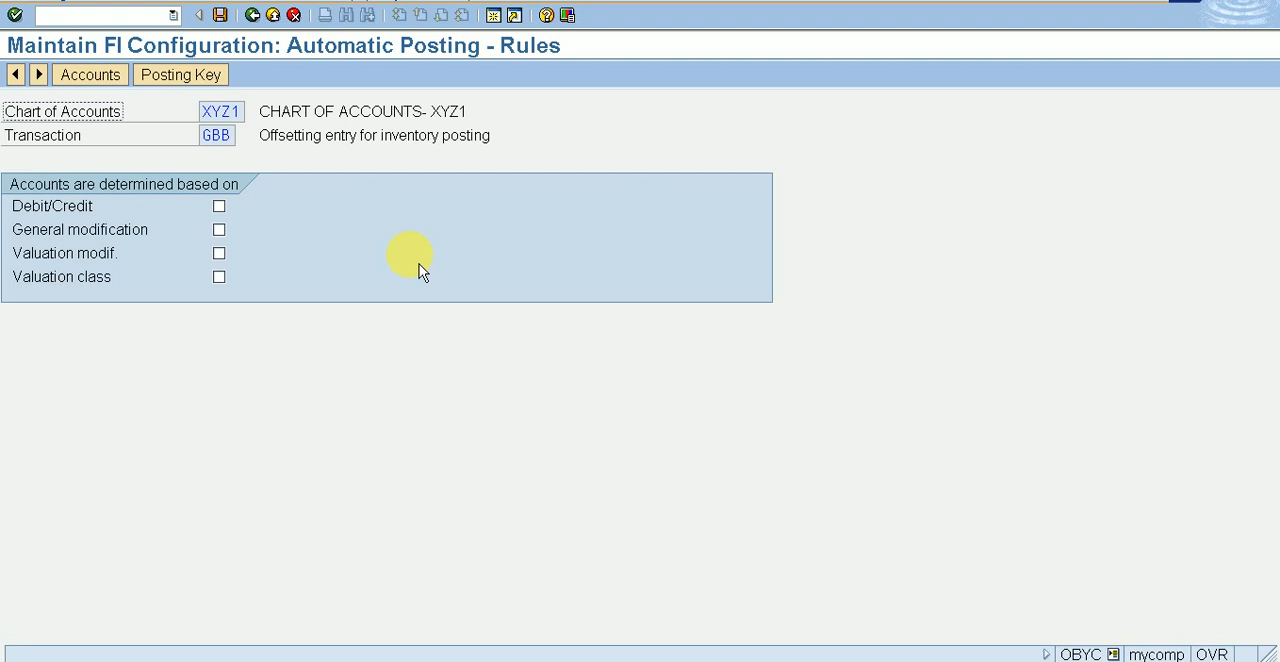 Maintain FI Configuration: Automatic Posting - Rules
Accounts Posting Key
Chart of Accounts XYZ1 CHART OF ACCOUNTS- XYZ1
Transaction GBB Offsetting entry for inventory posting
Accounts are determined based on
Debit/Credit
General modification
Valuation modif.
Valuation class
OBYC mycomp OVR